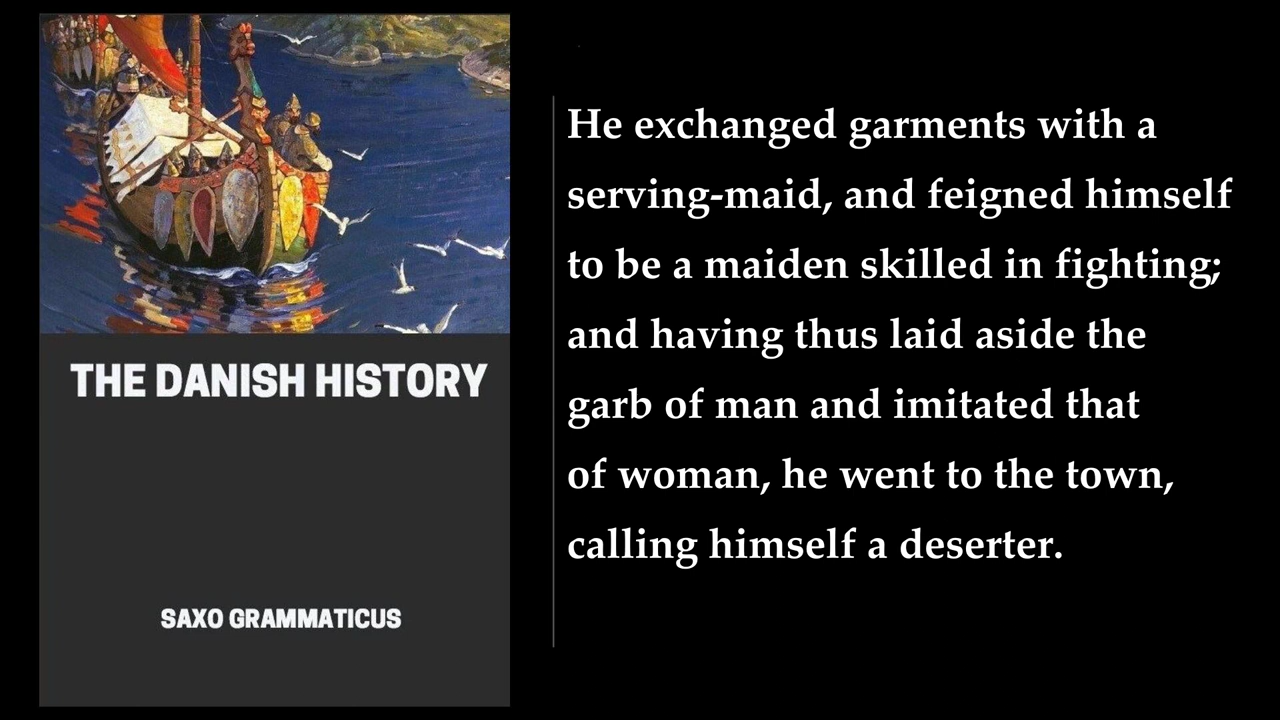 THE DANISH HISTORY
SAXO GRAMMATICUS
He exchanged garments with a
serving-maid, and feigned himself
to be a maiden skilled in fighting;
and having thus laid aside the
garb of man and imitated that
of woman, he went to the town,
calling himself a deserter.